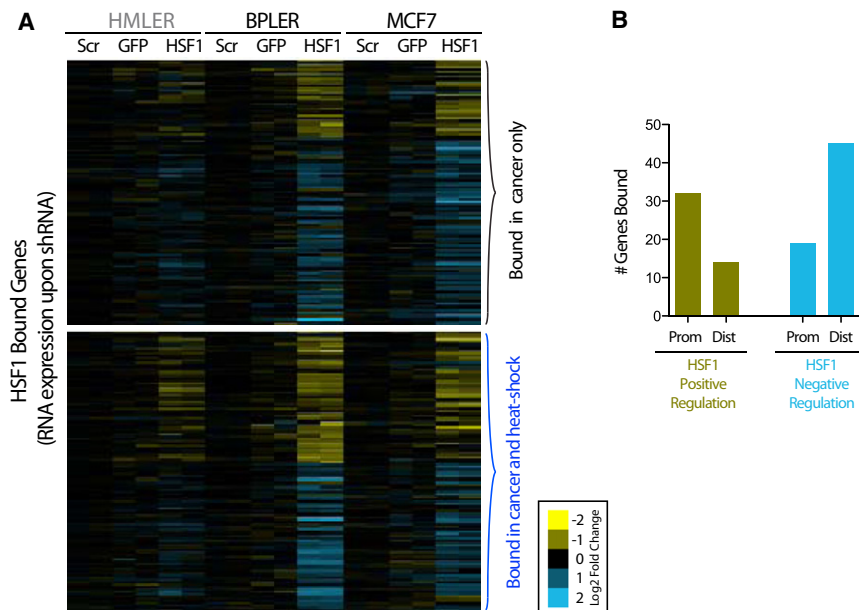 A
HMLER BPLER MCF7
Scr GFP HSF1 Scr GFP HSF1 Scr GFP HSF1
HSF1 Bound Genes
(RNA expression upon shRNA)
Bound in cancer only
Bound in cancer and heat-shock
-2
-1
0
1
2
Log2 Fold Change
B
# Genes Bound
50
40
30
20
10
0
Prom Dist Prom Dist
HSF1
Positive
Regulation
HSF1
Negative
Regulation